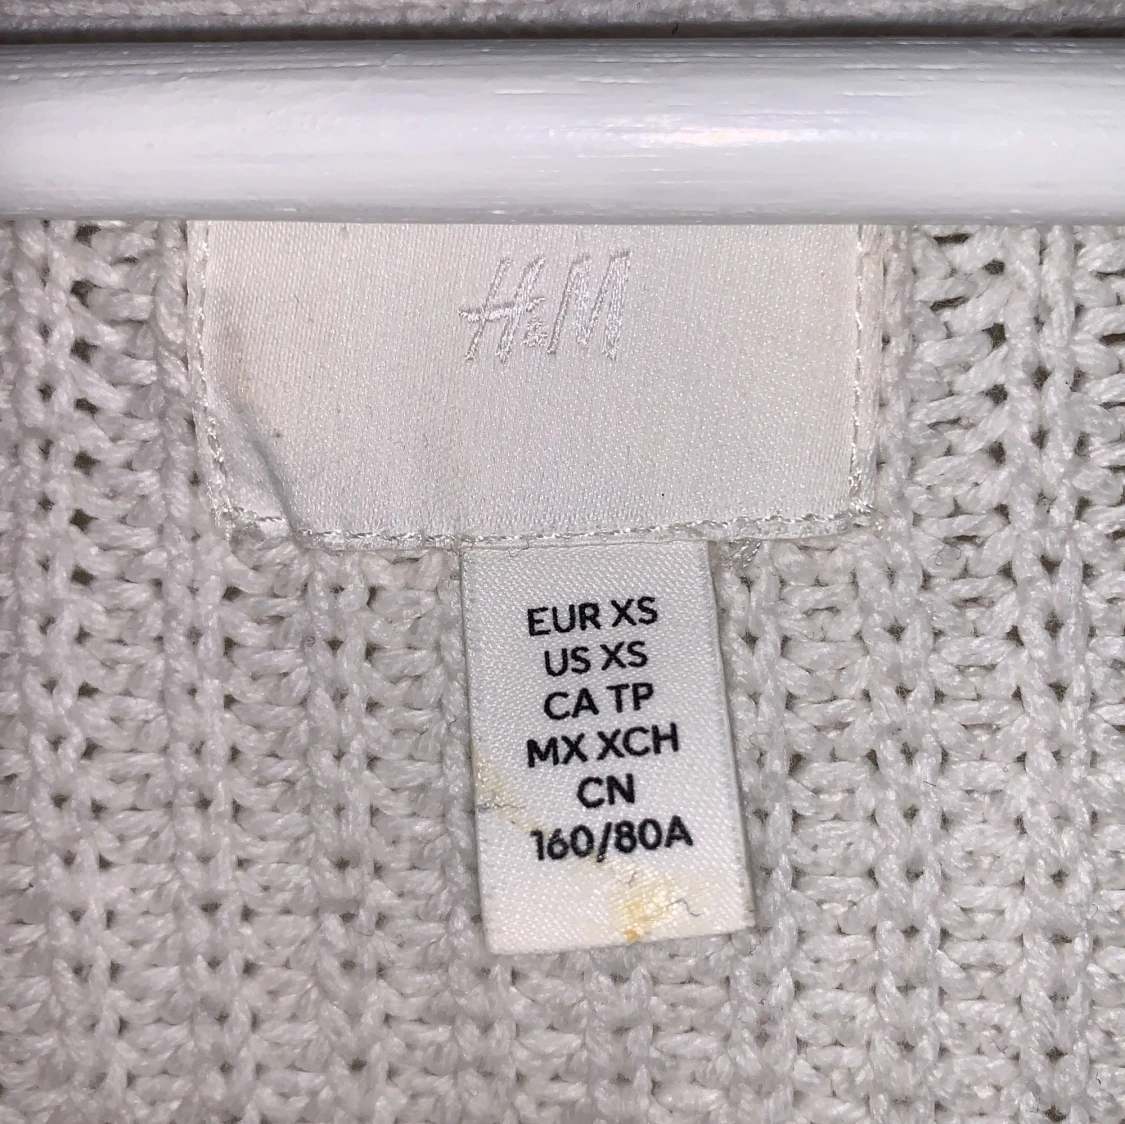 H&M
EUR XS
US XS
CA TP
MX XCH
CN
160/80A